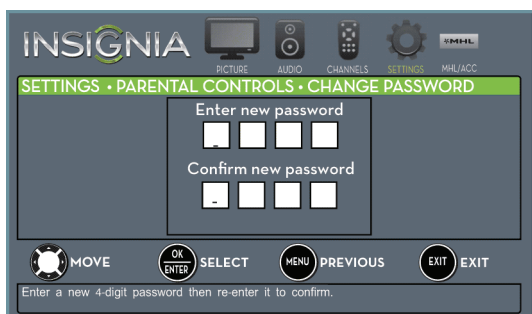 INSIGNIA
PICTURE AUDIO CHANNELS SETTINGS MHL MHL/ACC
SETTINGS • PARENTAL CONTROLS • CHANGE PASSWORD
Enter new password
_
Confirm new password
_
MOVE OK ENTER SELECT MENU PREVIOUS EXIT EXIT
Enter a new 4-digit password then re-enter it to confirm.